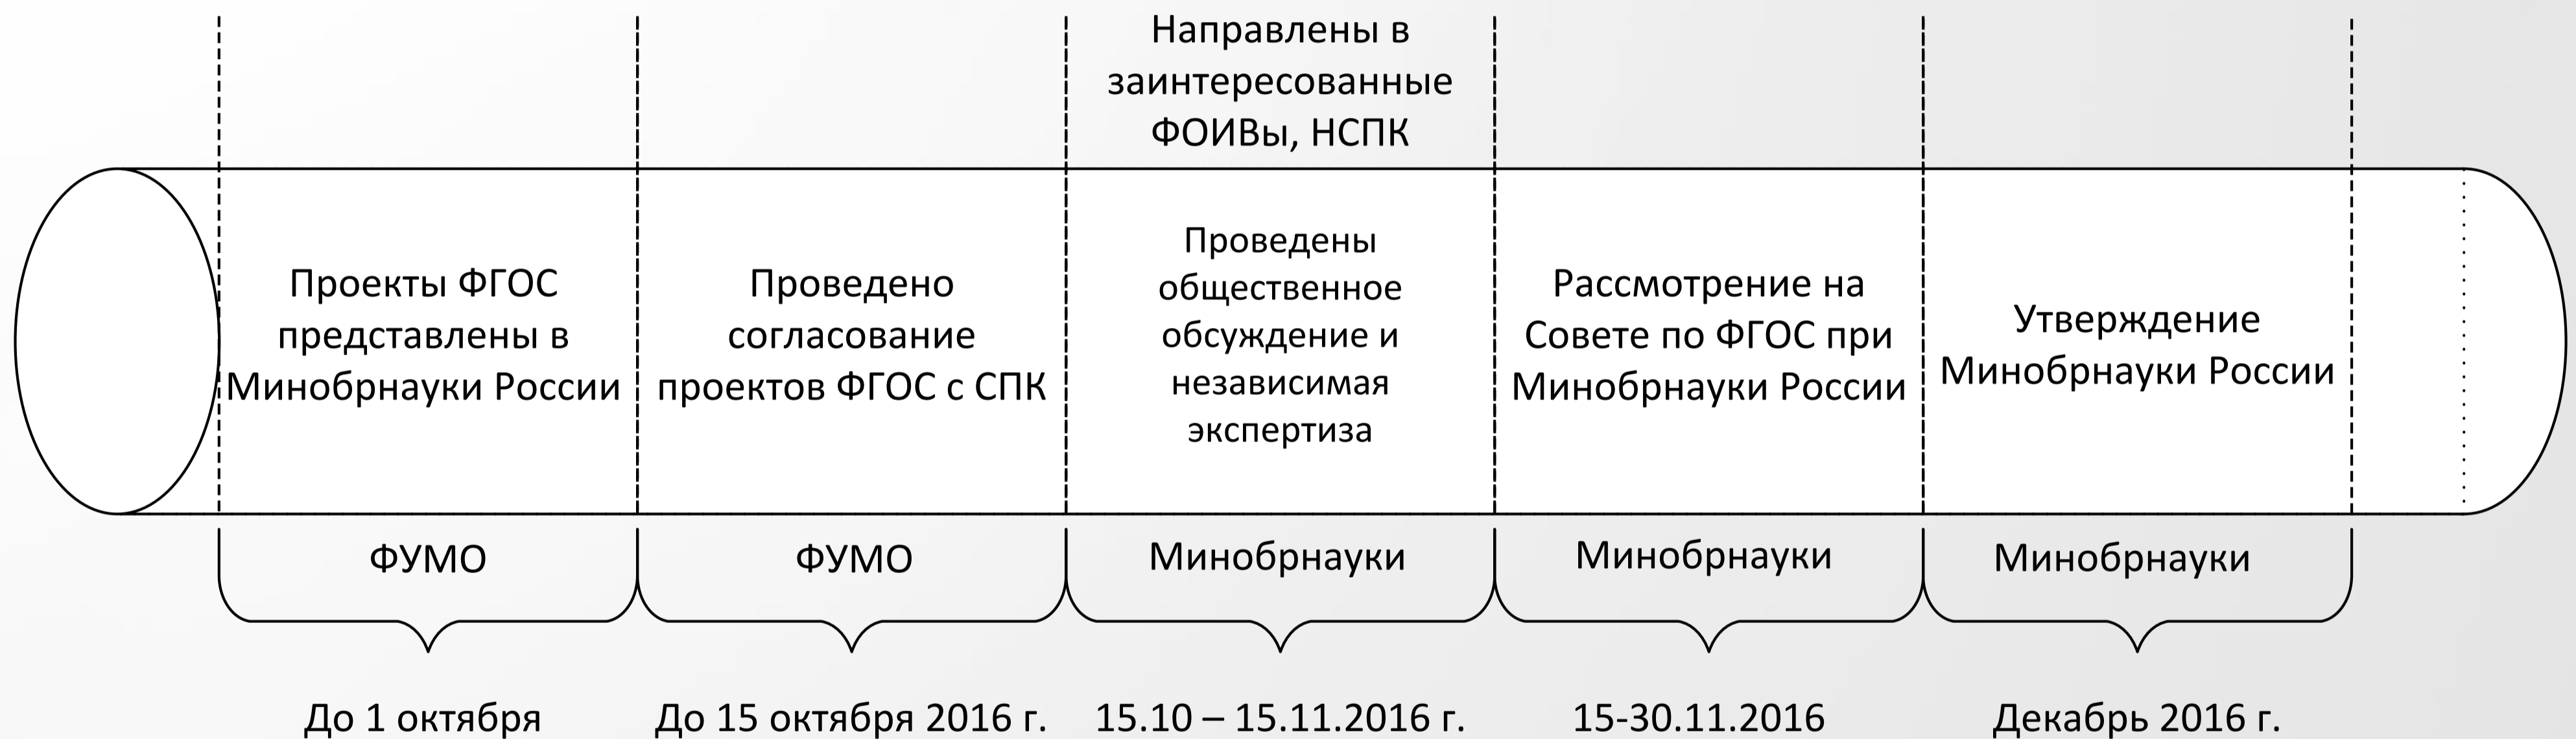 Направлены в
заинтересованные
ФОИВы, НСПК
Проекты ФГОС
представлены в
Минобрнауки России
Проведено
согласование
проектов ФГОС с СПК
Проведены
общественное
обсуждение и
независимая
экспертиза
Рассмотрение на
Совете по ФГОС при
Минобрнауки России
Утверждение
Минобрнауки России
ФУМО
ФУМО
Минобрнауки
Минобрнауки
Минобрнауки
До 1 октября
До 15 октября 2016 г.
15.10 – 15.11.2016 г.
15-30.11.2016
Декабрь 2016 г.